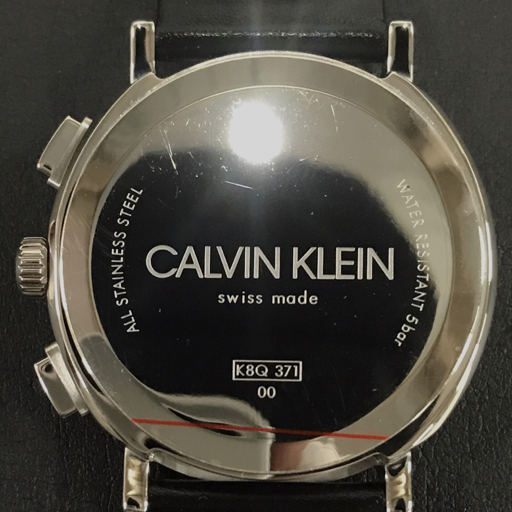 ALL STAINLESS STEEL
WATER RESISTANT 5bar
CALVIN KLEIN
swiss made
K8Q 371
00